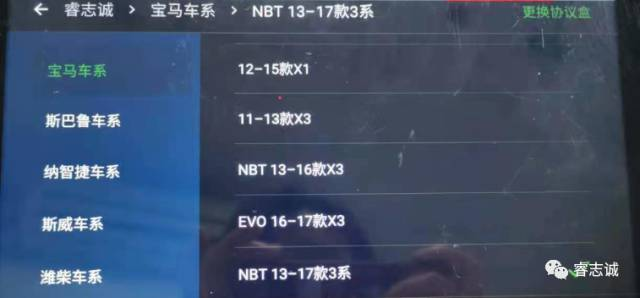 ← 睿志诚 > 宝马车系 > NBT 13-17款3系 更换协议盒
宝马车系
斯巴鲁车系
纳智捷车系
斯威车系
潍柴车系
12-15款X1
11-13款X3
NBT 13-16款X3
EVO 16-17款X3
NBT 13-17款3系
睿志诚